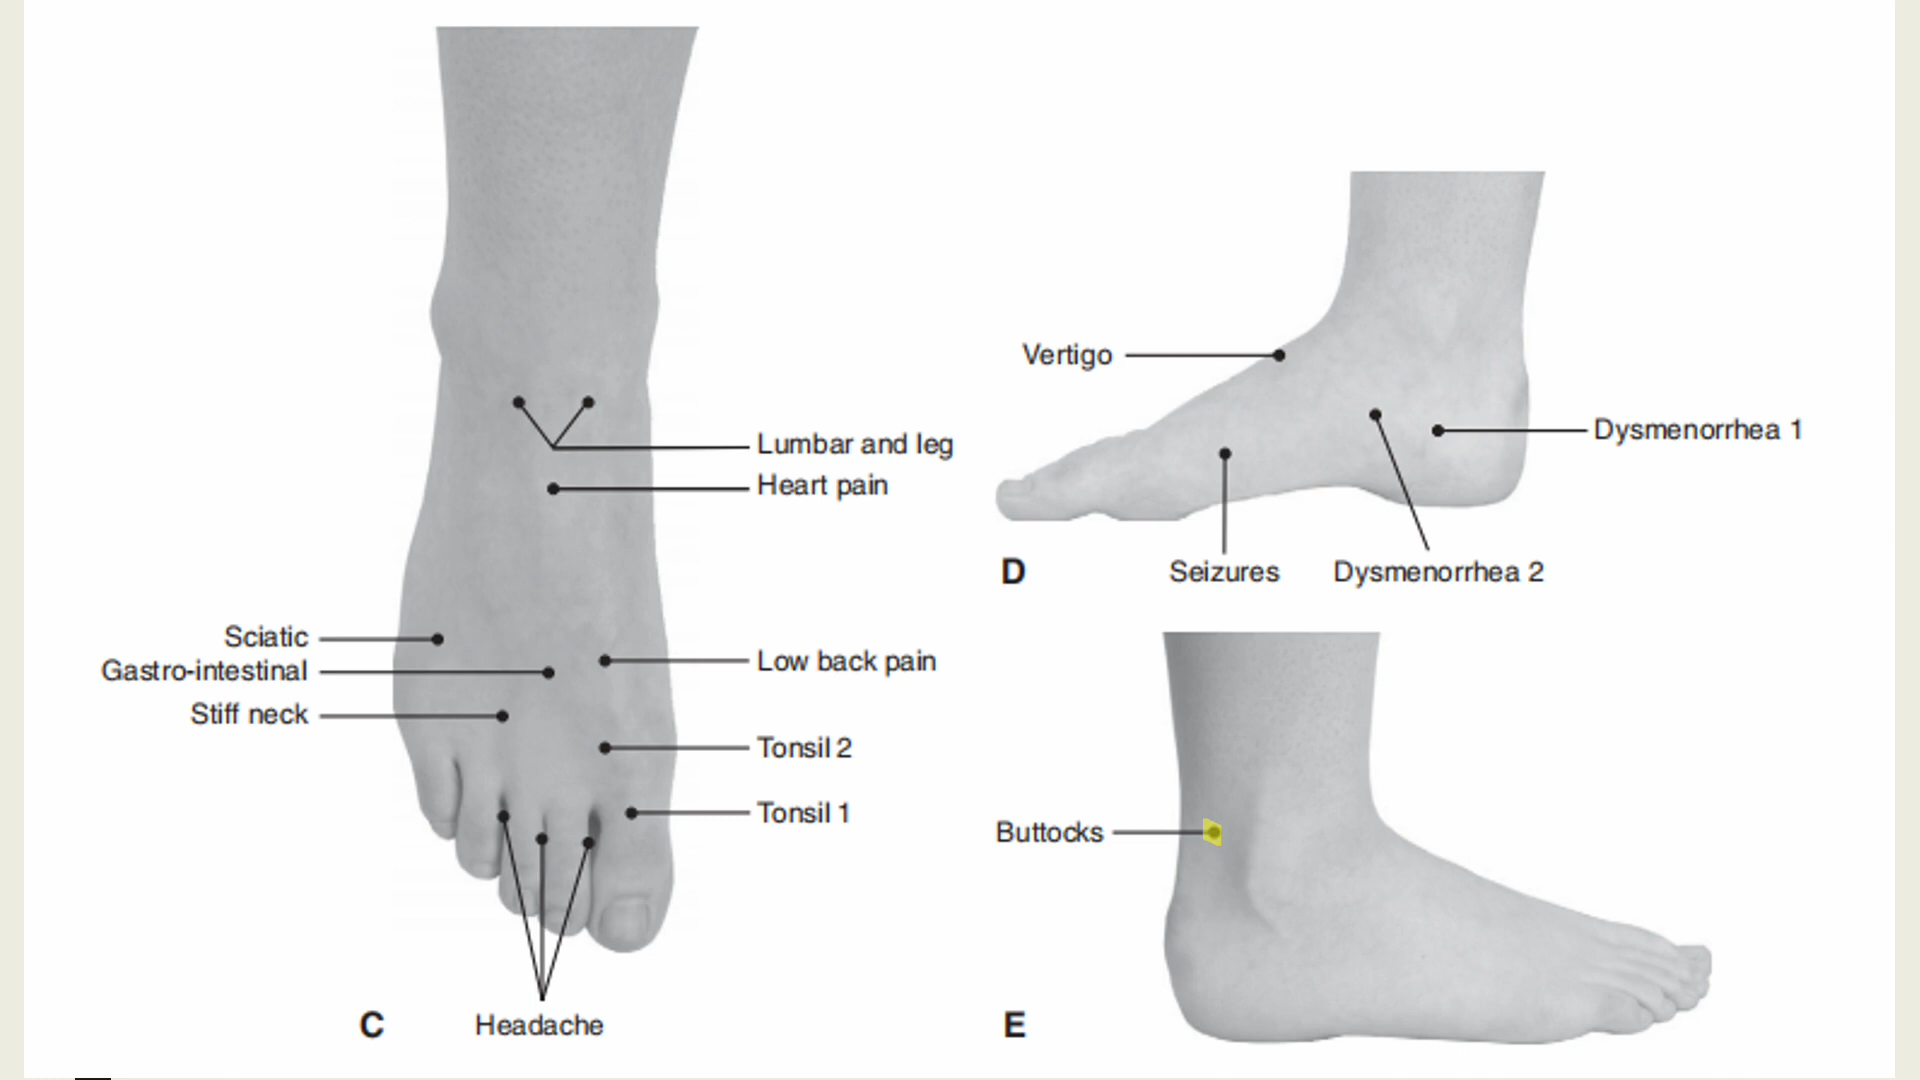 Lumbar and leg
Heart pain
Sciatic
Gastro-intestinal
Stiff neck
Low back pain
Tonsil 2
Tonsil 1
C
Headache
Vertigo
Dysmenorrhea 1
D
Seizures
Dysmenorrhea 2
Buttocks
E